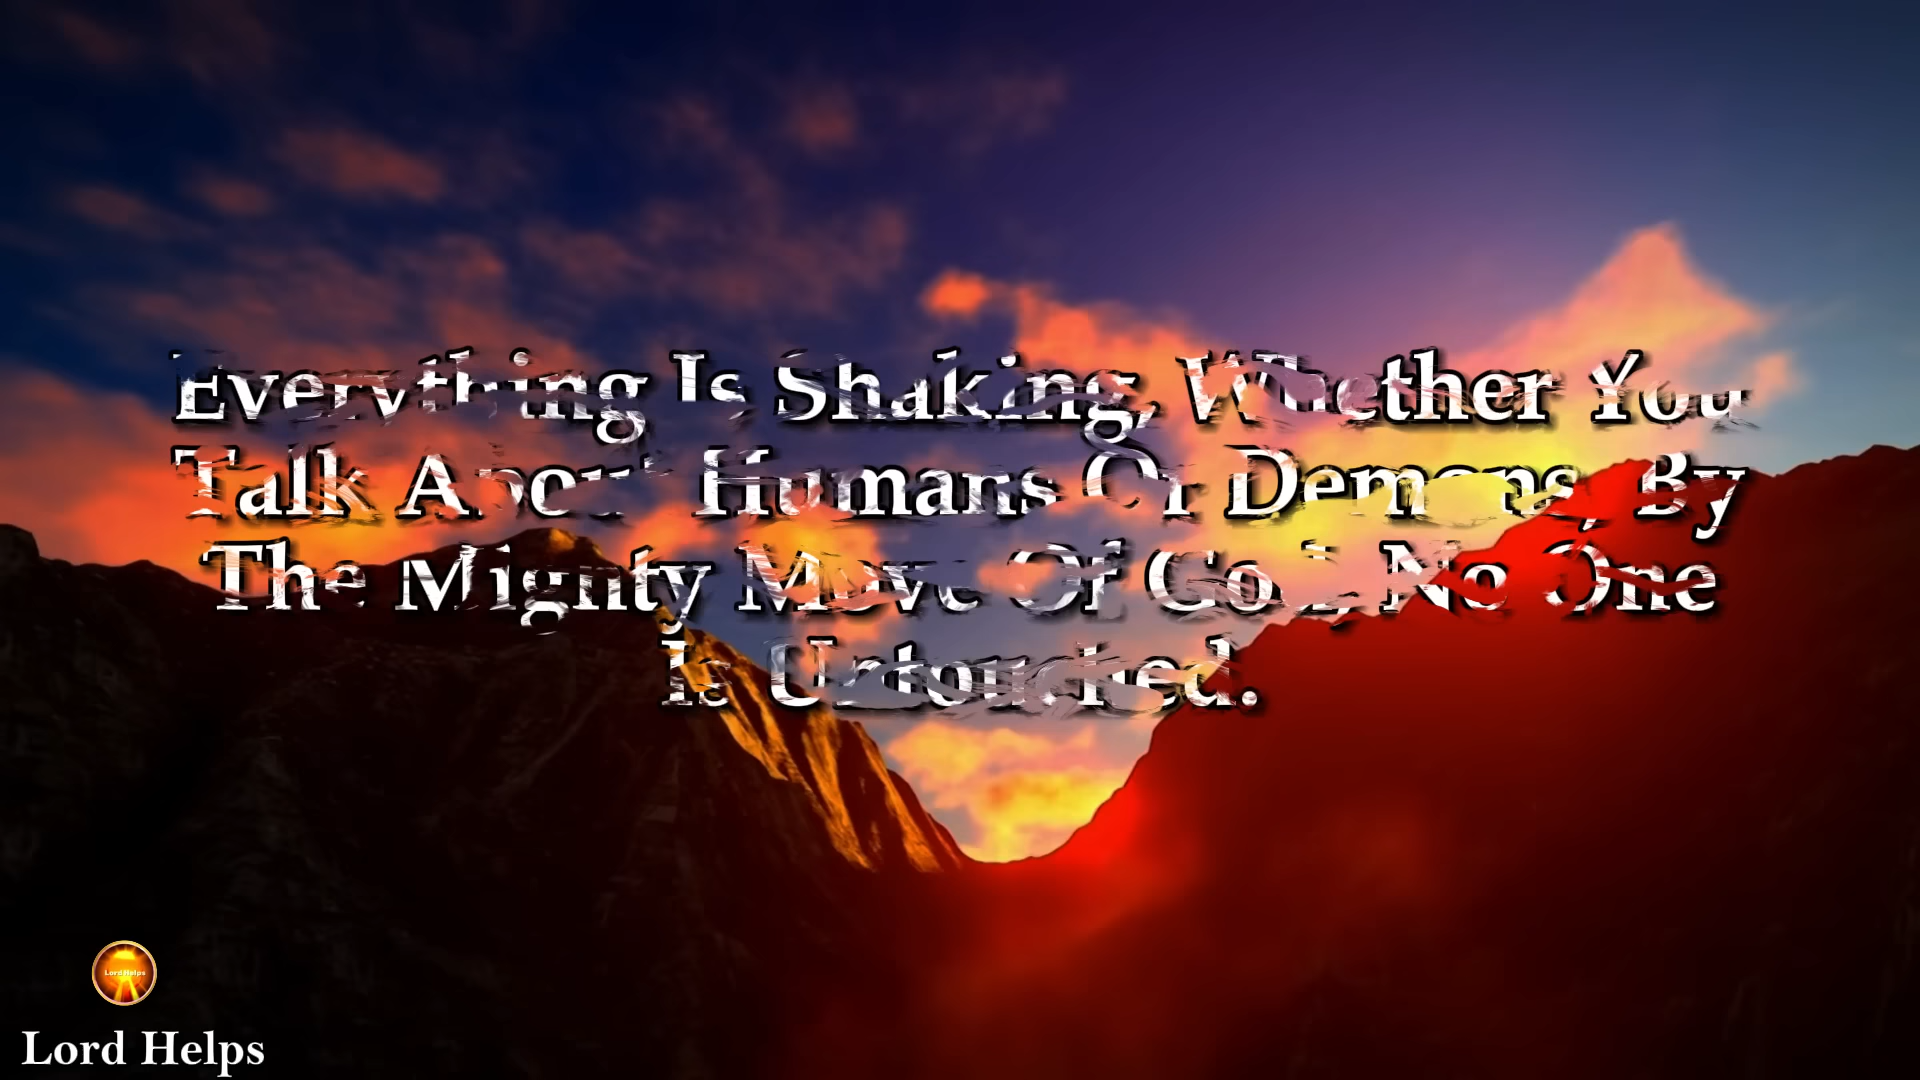 Everything Is Shaking, Whether You
Talk About Humans Or Demons, By
The Mighty Move Of God, No One
Is Untouched.
LordHelps
Lord Helps